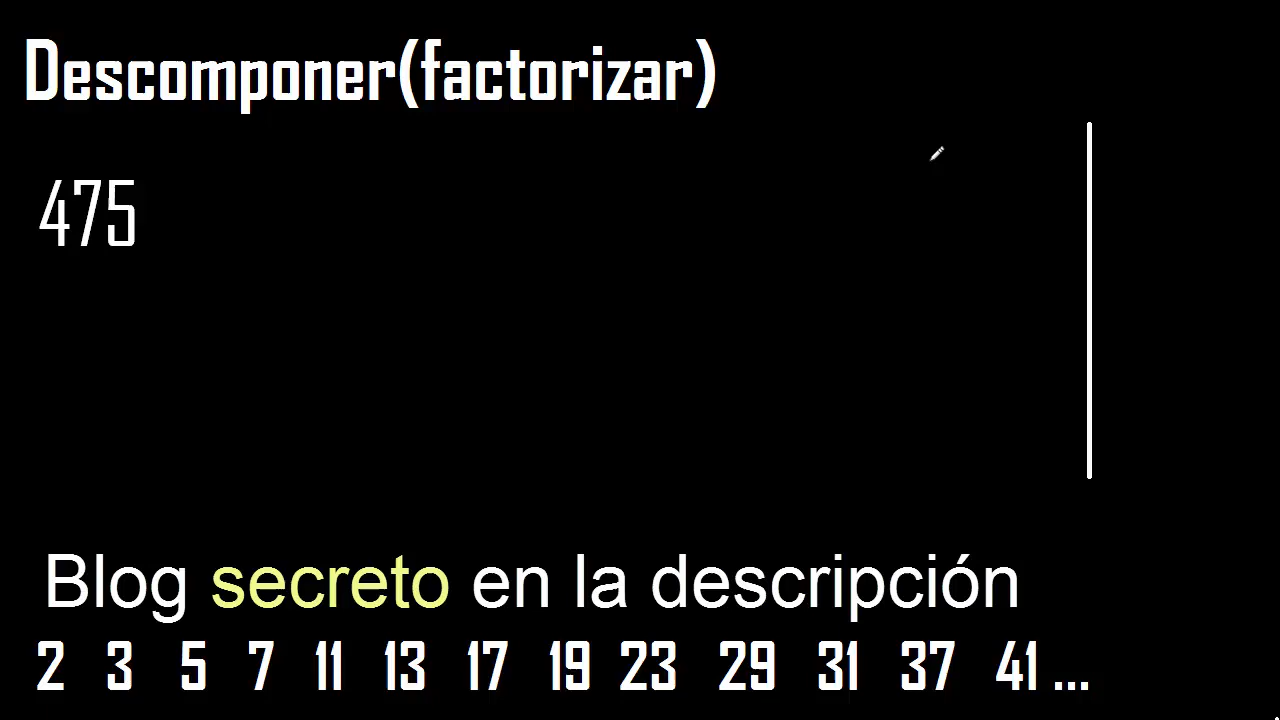 Descomponer(factorizar)
475
Blog secreto en la descripción
2 3 5 7 11 13 17 19 23 29 31 37 41 ...